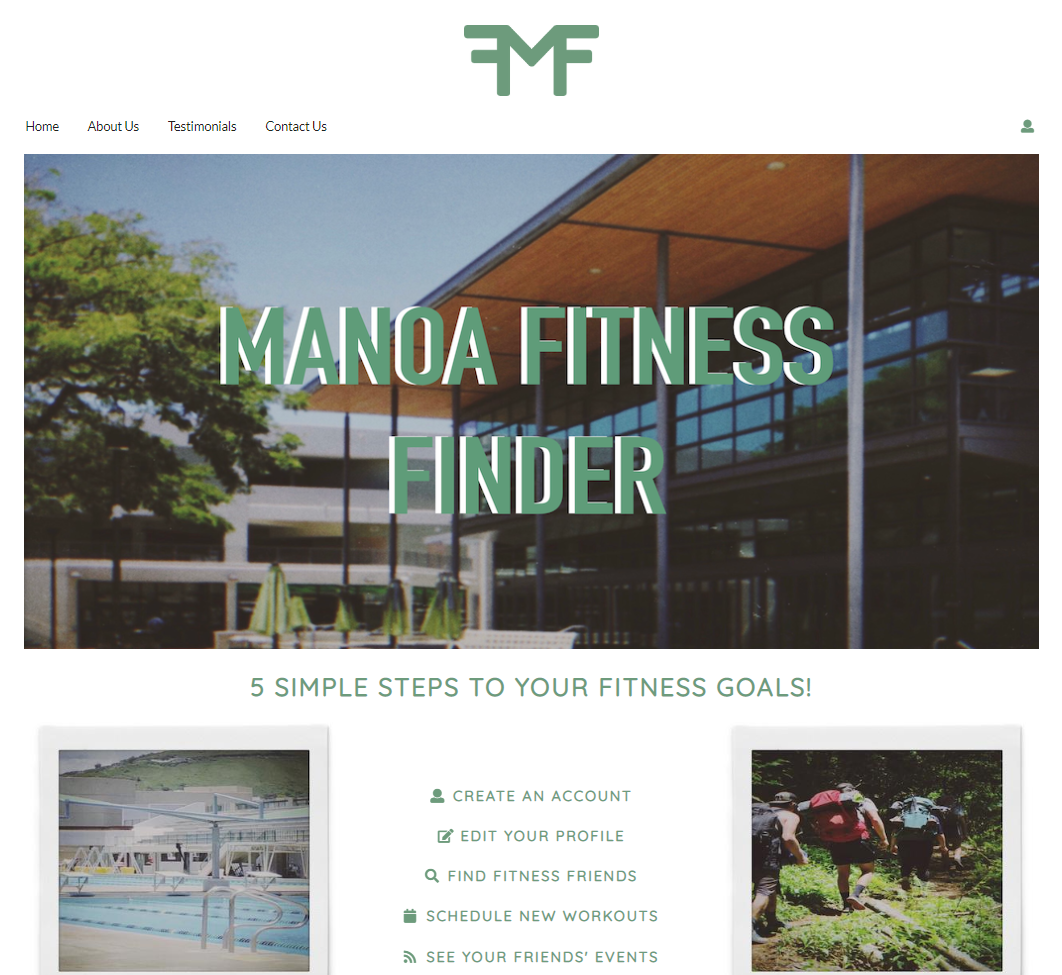 FMF
Home About Us Testimonials Contact Us
MANOA FITNESS
FINDER
5 SIMPLE STEPS TO YOUR FITNESS GOALS!
CREATE AN ACCOUNT
EDIT YOUR PROFILE
FIND FITNESS FRIENDS
SCHEDULE NEW WORKOUTS
SEE YOUR FRIENDS' EVENTS